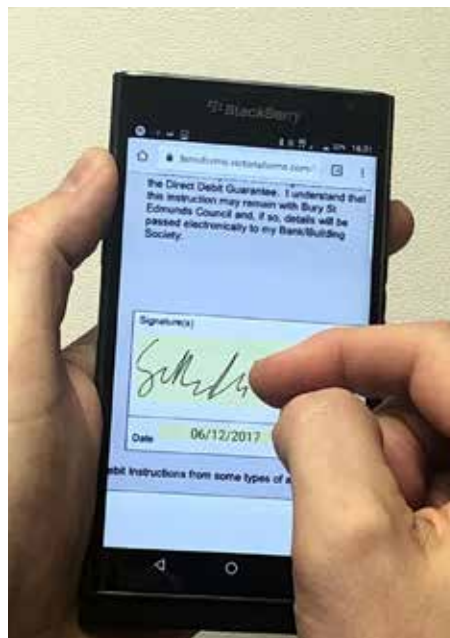 BlackBerry
16:31
the Direct Debit Guarantee. I understand that
this instruction may remain with Bury St
Edmunds Council and, if so, details will be
passed electronically to my Bank/Building
Society.
Signature(s)
Date 06/12/2017
ebit Instructions from some types of a